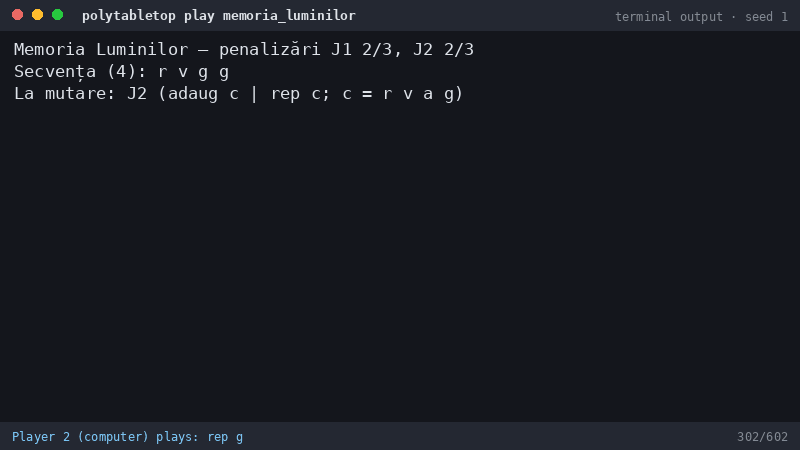 polytabletop play memoria_luminilor
terminal output · seed 1
Memoria Luminilor — penalizări J1 2/3, J2 2/3
Secvența (4): r v g g
La mutare: J2 (adaug c | rep c; c = r v a g)
Player 2 (computer) plays: rep g
302/602